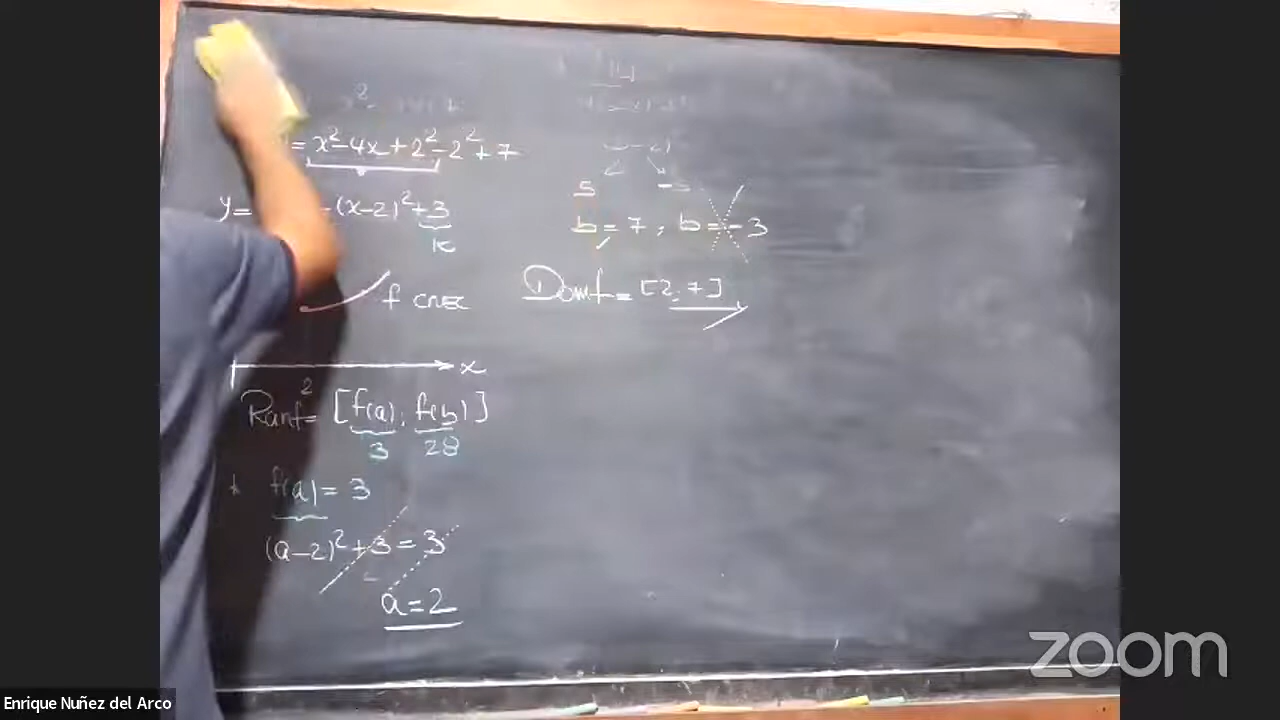 = x²-4x+2²-2²+7
y= (x-2)²+3
k
f crec
x
2
Ranf= [f(a); f(b)]
3 28
f(a) = 3
(a-2)²+3=3
a=2
5
b=7, b=-3
Domf=[2,7]
zoom
Enrique Nuñez del Arco